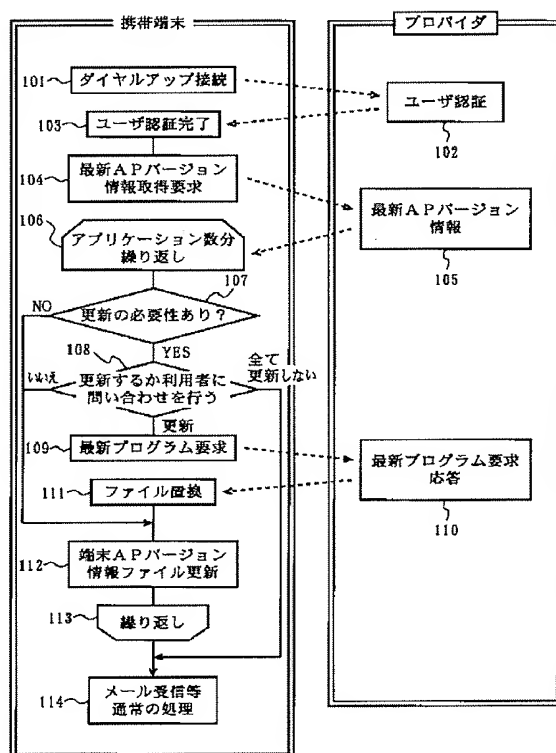 携帯端末
プロバイダ
101
ダイヤルアップ接続
ユーザ認証
102
103
ユーザ認証完了
104
最新APバージョン
情報取得要求
最新APバージョン
情報
105
106
アプリケーション数分
繰り返し
107
NO
更新の必要性あり?
YES
108
いいえ
更新するか利用者に
問い合わせを行う
全て
更新しない
更新
109
最新プログラム要求
最新プログラム要求
応答
110
111
ファイル置換
112
端末APバージョン
情報ファイル更新
113
繰り返し
114
メール受信等
通常の処理